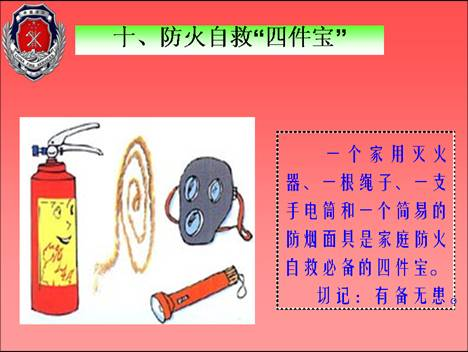 十、防火自救“四件宝”
一个家用灭火
器、一根绳子、一支
手电筒和一个简易的
防烟面具是家庭防火
自救必备的四件宝。
切记：有备无患。